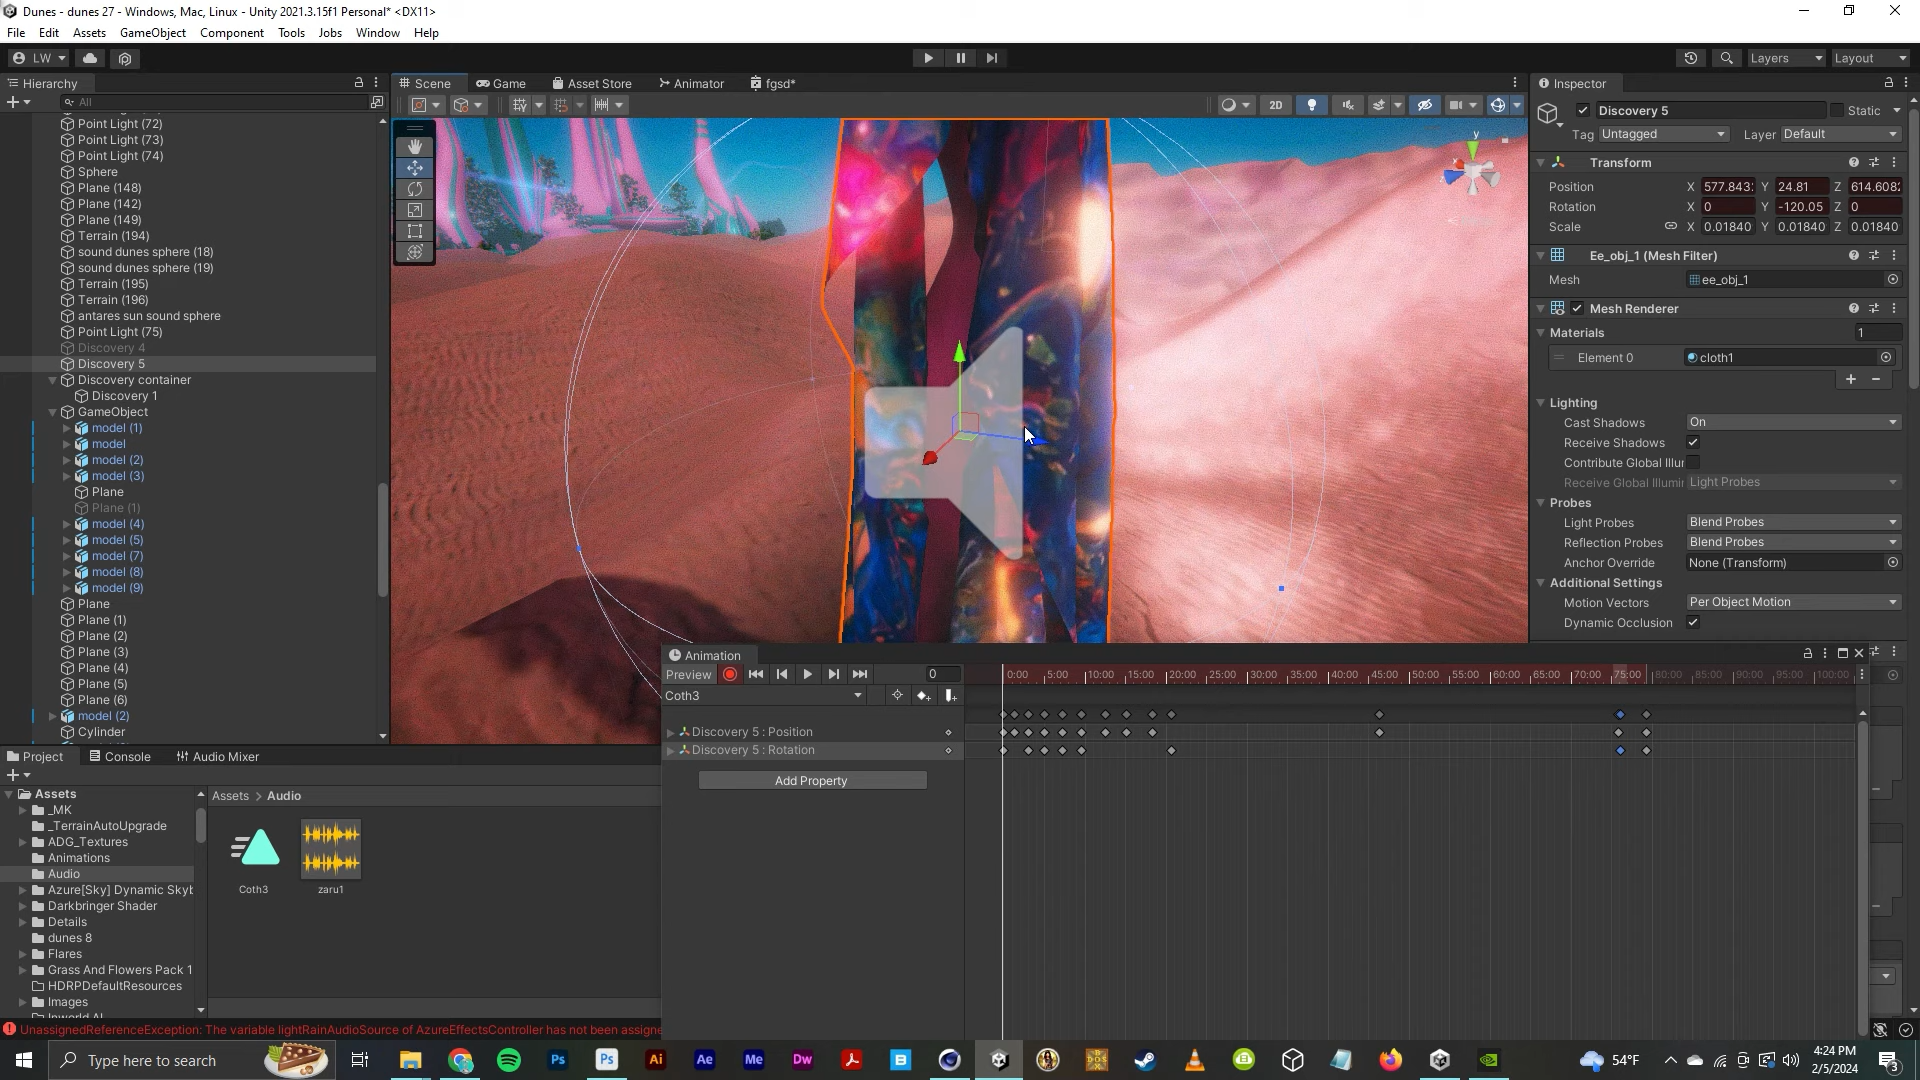 Dunes - dunes 27 - Windows, Mac, Linux - Unity 2021.3.15f1 Personal* <DX11>
File Edit Assets GameObject Component Tools Jobs Window Help
LW
Layers
Layout
Hierarchy
All
Point Light (72)
Point Light (73)
Point Light (74)
Sphere
Plane (148)
Plane (142)
Plane (149)
Terrain (194)
sound dunes sphere (18)
sound dunes sphere (19)
Terrain (195)
Terrain (196)
antares sun sound sphere
Point Light (75)
Discovery 4
Discovery 5
Discovery container
Discovery 1
GameObject
model (1)
model
model (2)
model (3)
Plane
Plane (1)
model (4)
model (5)
model (7)
model (8)
model (9)
Plane
Plane (1)
Plane (2)
Plane (3)
Plane (4)
Plane (5)
Plane (6)
model (2)
Cylinder
Scene Game Asset Store Animator fgsd*
2D
y
Inspector
Discovery 5
Static
Tag Untagged Layer Default
Transform
Position X 577.843 Y 24.81 Z 614.608
Rotation X 0 Y -120.05 Z 0
Scale X 0.01840 Y 0.01840 Z 0.01840
Ee_obj_1 (Mesh Filter)
Mesh ee_obj_1
Mesh Renderer
Materials 1
Element 0 cloth1
Lighting
Cast Shadows On
Receive Shadows
Contribute Global Illur
Receive Global Illumin Light Probes
Probes
Light Probes Blend Probes
Reflection Probes Blend Probes
Anchor Override None (Transform)
Additional Settings
Motion Vectors Per Object Motion
Dynamic Occlusion
Animation
Preview 0
0:00 5:00 10:00 15:00 20:00 25:00 30:00 35:00 40:00 45:00 50:00 55:00 60:00 65:00 70:00 75:00 80:00 85:00 90:00 95:00 100:00
Coth3
Discovery 5 : Position
Discovery 5 : Rotation
Add Property
Project Console Audio Mixer
Assets
_MK
_TerrainAutoUpgrade
ADG_Textures
Animations
Audio
Azure[Sky] Dynamic Skyb
Darkbringer Shader
Details
dunes 8
Flares
Grass And Flowers Pack 1
HDRPDefaultResources
Images
Inworld AI
Assets > Audio
Coth3
zaru1
UnassignedReferenceException: The variable lightRainAudioSource of AzureEffectsController has not been assigne
Type here to search
Ps
Ps
Ai
Ae
Me
Dw
54°F
4:24 PM
2/5/2024
3